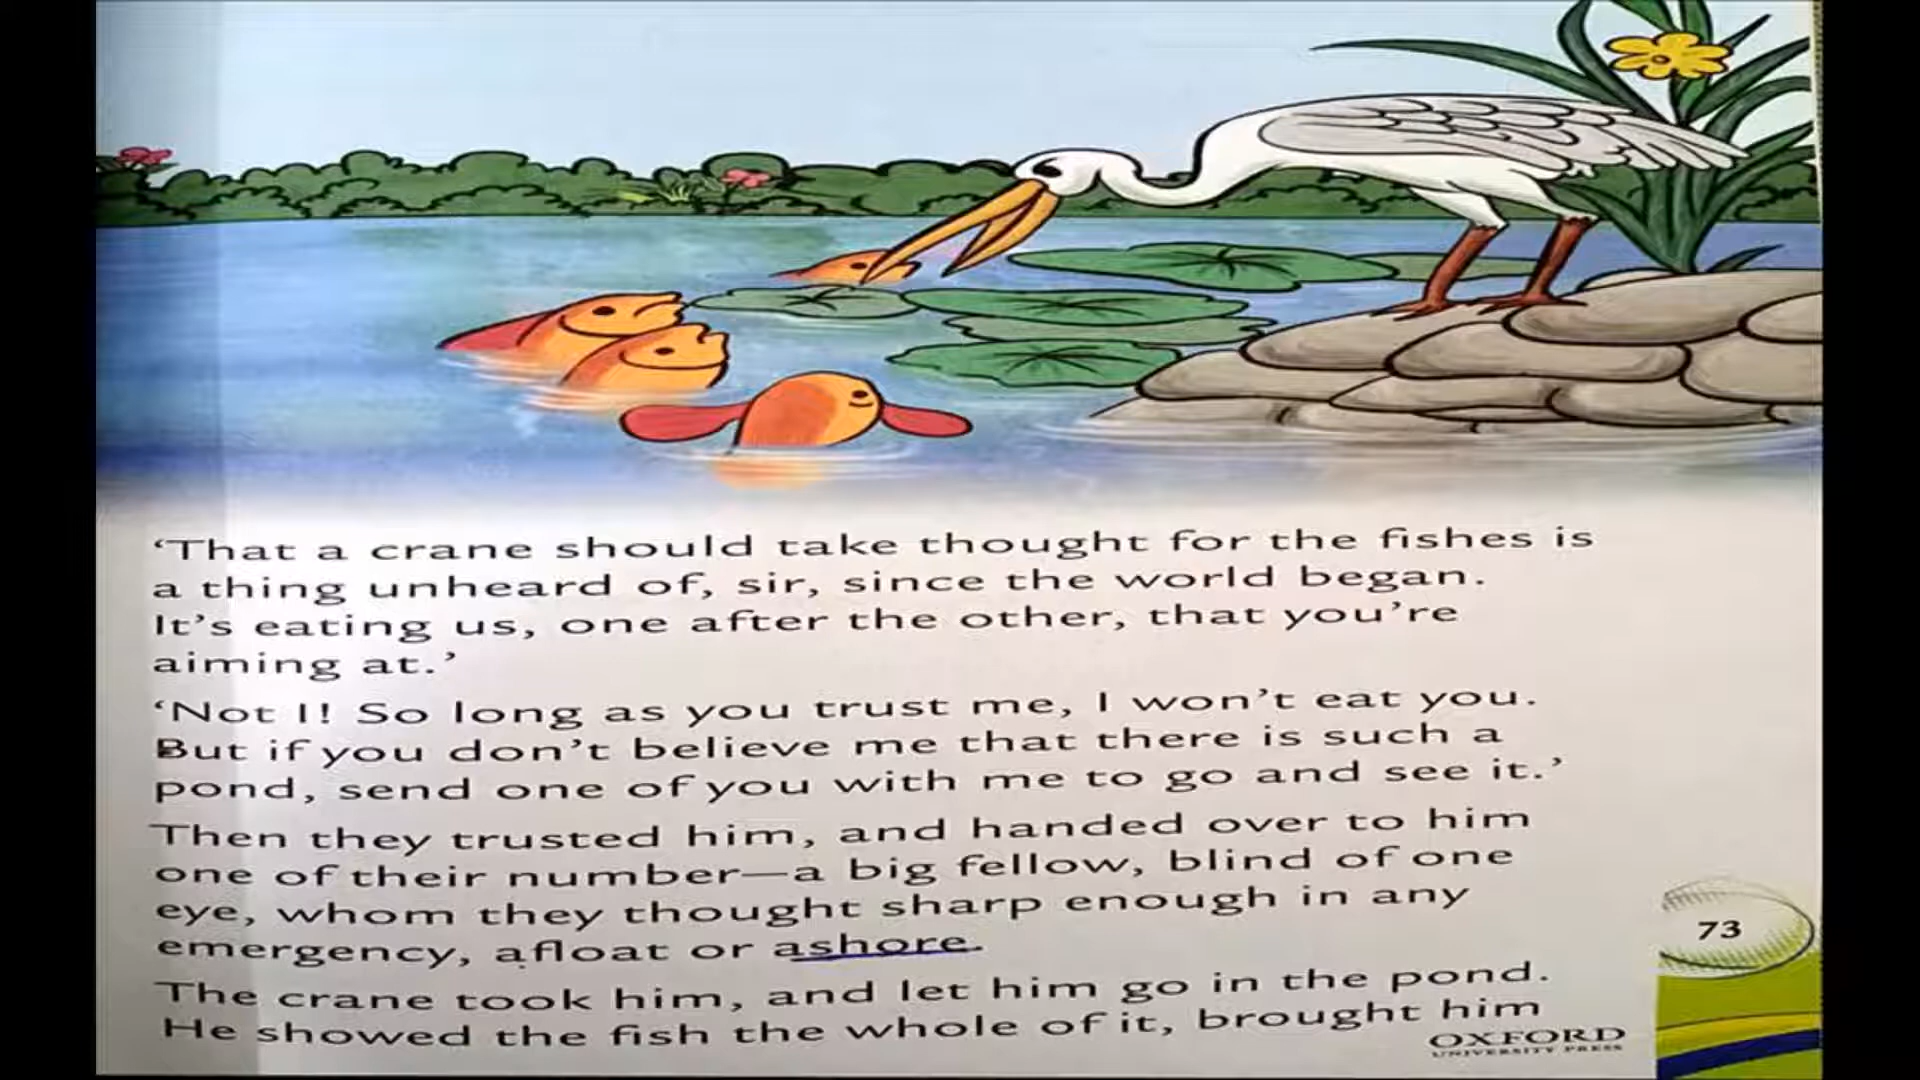 ‘That a crane should take thought for the fishes is
a thing unheard of, sir, since the world began.
It’s eating us, one after the other, that you’re
aiming at.’
‘Not I! So long as you trust me, I won’t eat you.
But if you don’t believe me that there is such a
pond, send one of you with me to go and see it.’
Then they trusted him, and handed over to him
one of their number—a big fellow, blind of one
eye, whom they thought sharp enough in any
emergency, afloat or ashore.
The crane took him, and let him go in the pond.
He showed the fish the whole of it, brought him
73
OXFORD
UNIVERSITY PRESS